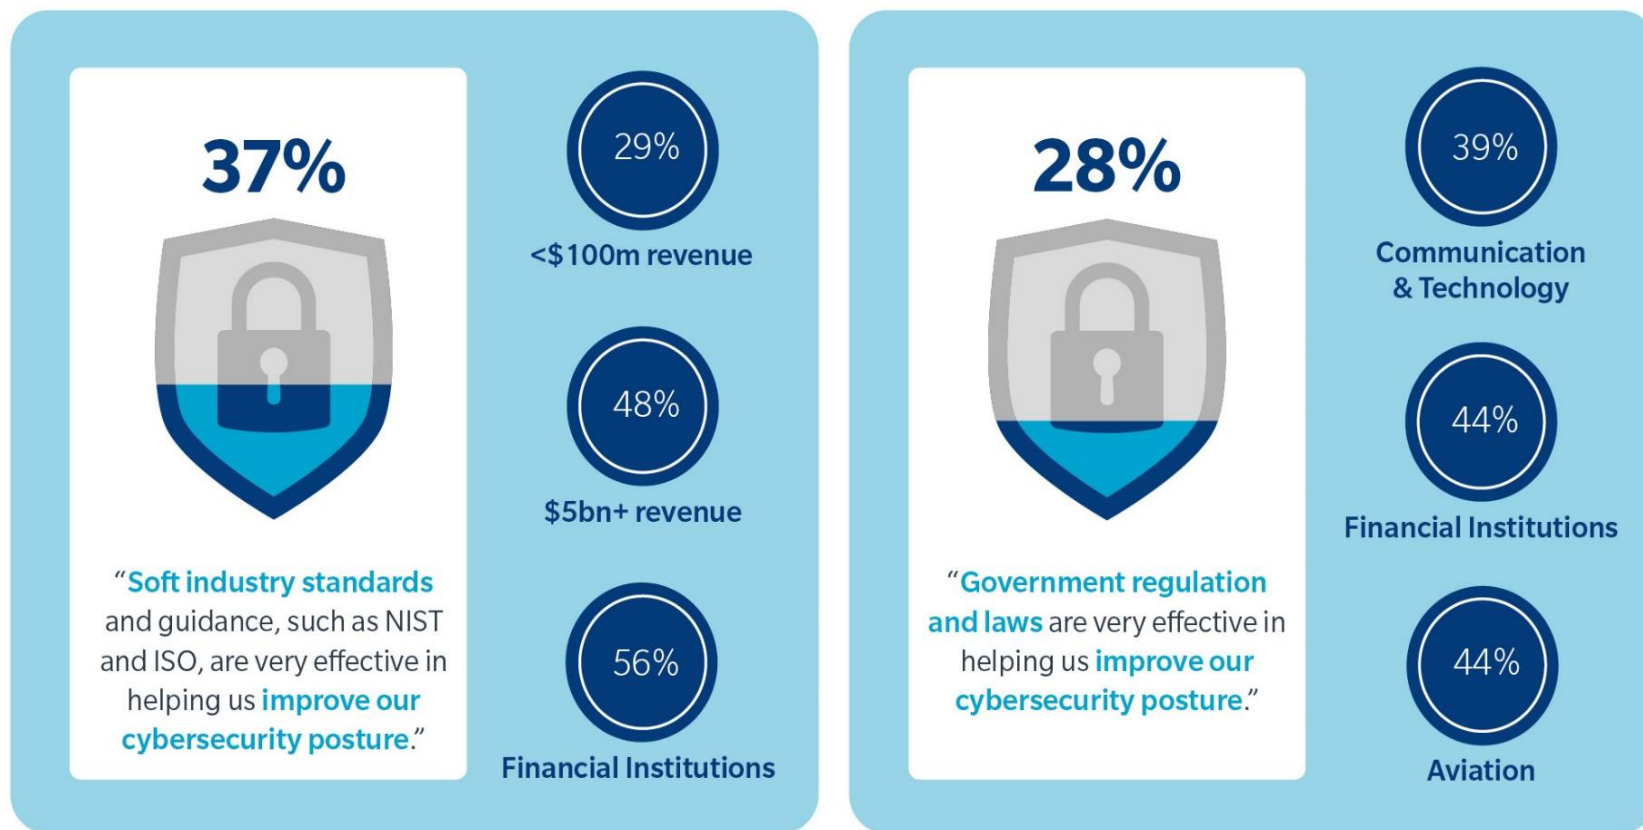 37%
“Soft industry standards
and guidance, such as NIST
and ISO, are very effective in
helping us improve our
cybersecurity posture.”
29%
<$100m revenue
48%
$5bn+ revenue
56%
Financial Institutions
28%
“Government regulation
and laws are very effective in
helping us improve our
cybersecurity posture.”
39%
Communication
& Technology
44%
Financial Institutions
44%
Aviation